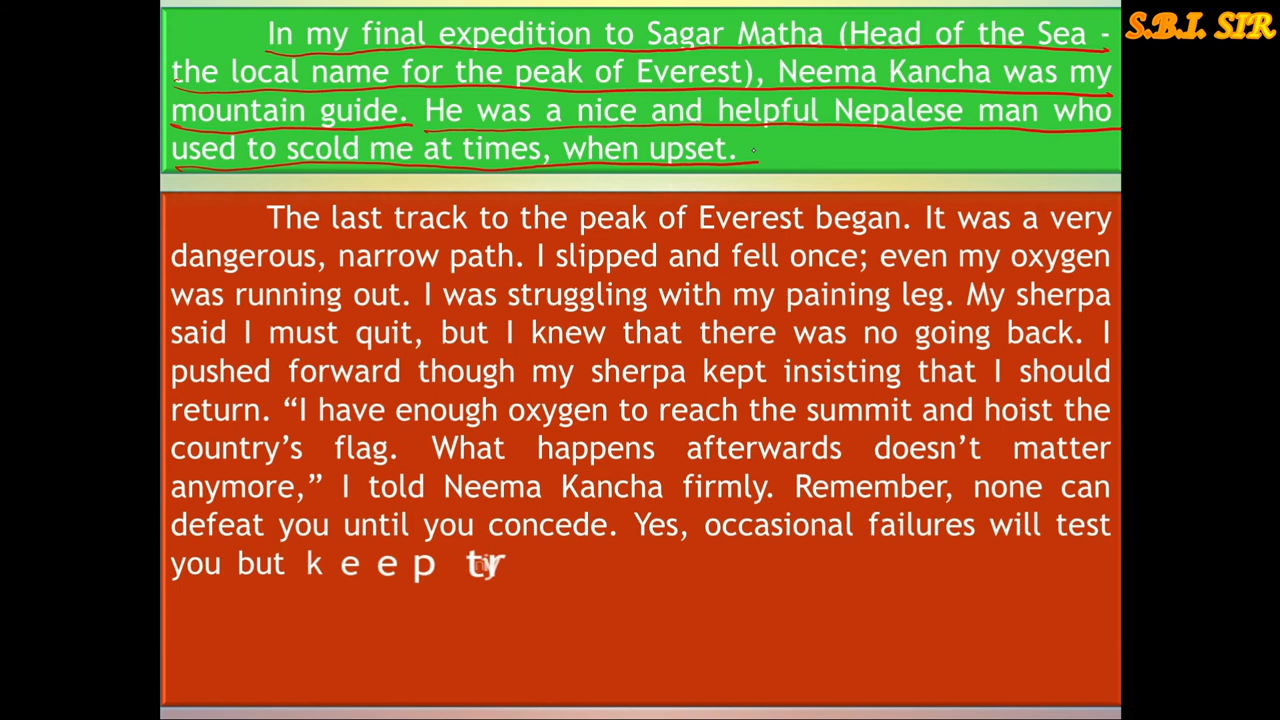 S.B.I. SIR
In my final expedition to Sagar Matha (Head of the Sea -
the local name for the peak of Everest), Neema Kancha was my
mountain guide. He was a nice and helpful Nepalese man who
used to scold me at times, when upset.
The last track to the peak of Everest began. It was a very
dangerous, narrow path. I slipped and fell once; even my oxygen
was running out. I was struggling with my paining leg. My sherpa
said I must quit, but I knew that there was no going back. I
pushed forward though my sherpa kept insisting that I should
return. “I have enough oxygen to reach the summit and hoist the
country’s flag. What happens afterwards doesn’t matter
anymore,” I told Neema Kancha firmly. Remember, none can
defeat you until you concede. Yes, occasional failures will test
you but keep